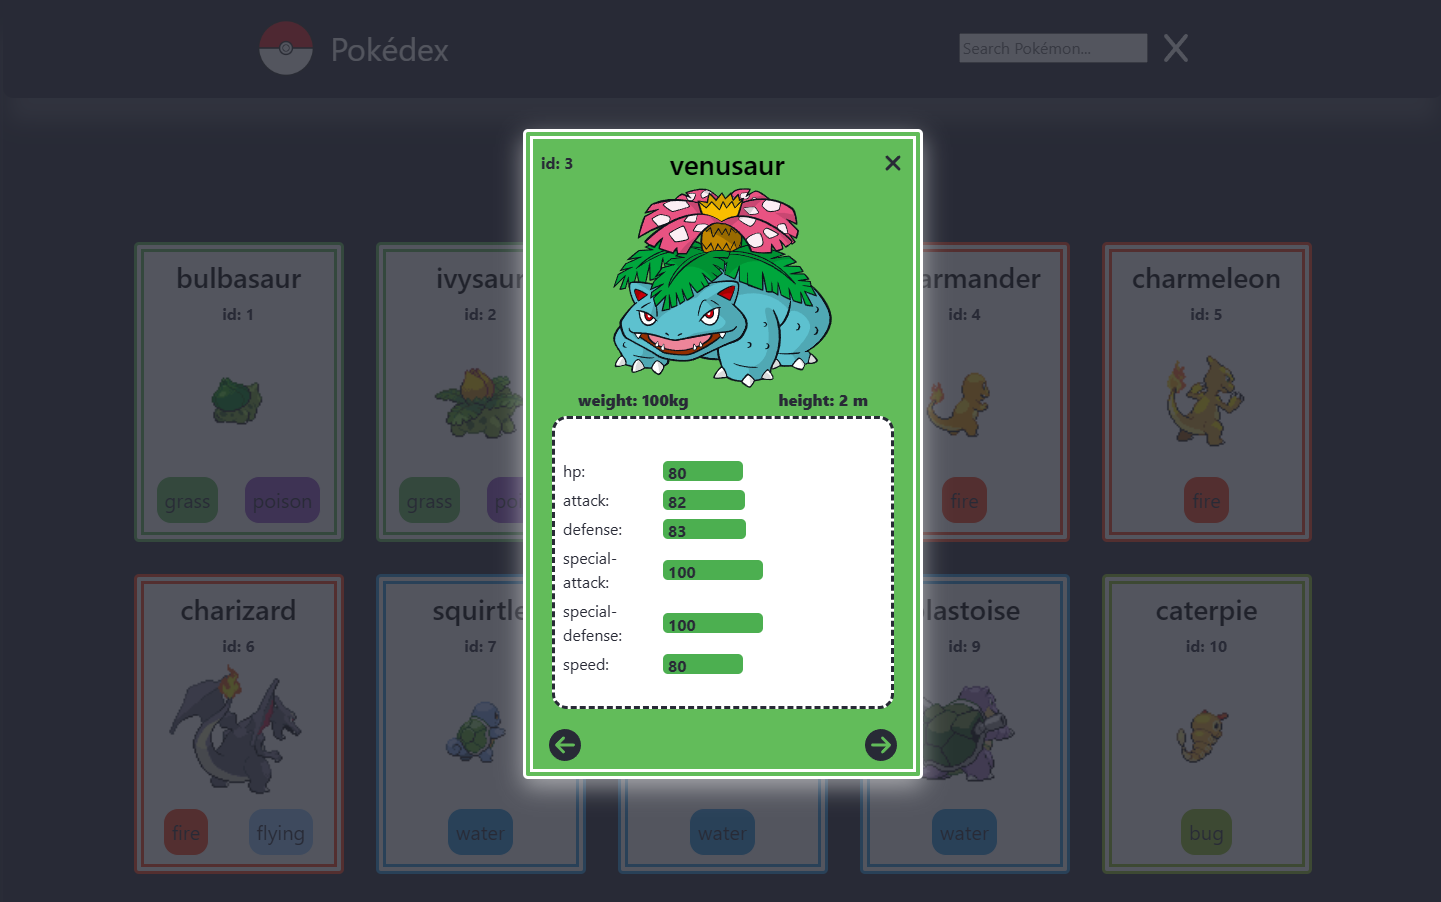 Pokédex
Search Pokémon...
id: 3
venusaur
weight: 100kg
height: 2 m
hp:
80
attack:
82
defense:
83
special-
attack:
100
special-
defense:
100
speed:
80
bulbasaur
id: 1
grass
poison
ivysaur
id: 2
grass
poi
armander
id: 4
fire
charmeleon
id: 5
fire
charizard
id: 6
fire
flying
squirtle
id: 7
water
water
lastoise
id: 9
water
caterpie
id: 10
bug